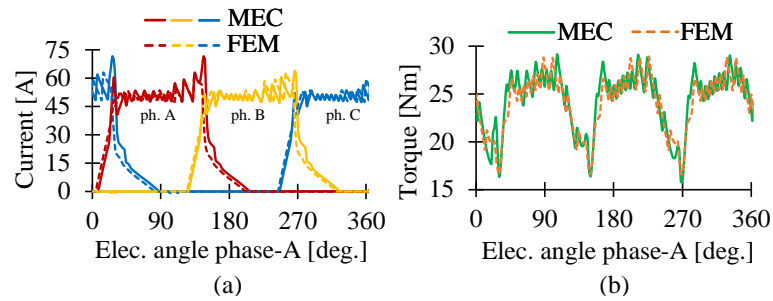 MEC
FEM
Current [A]
75
60
45
30
15
0
ph. A
ph. B
ph. C
0
90
180
270
360
Elec. angle phase-A [deg.]
(a)
MEC
FEM
Torque [Nm]
30
25
20
15
0
90
180
270
360
Elec. angle phase-A [deg.]
(b)